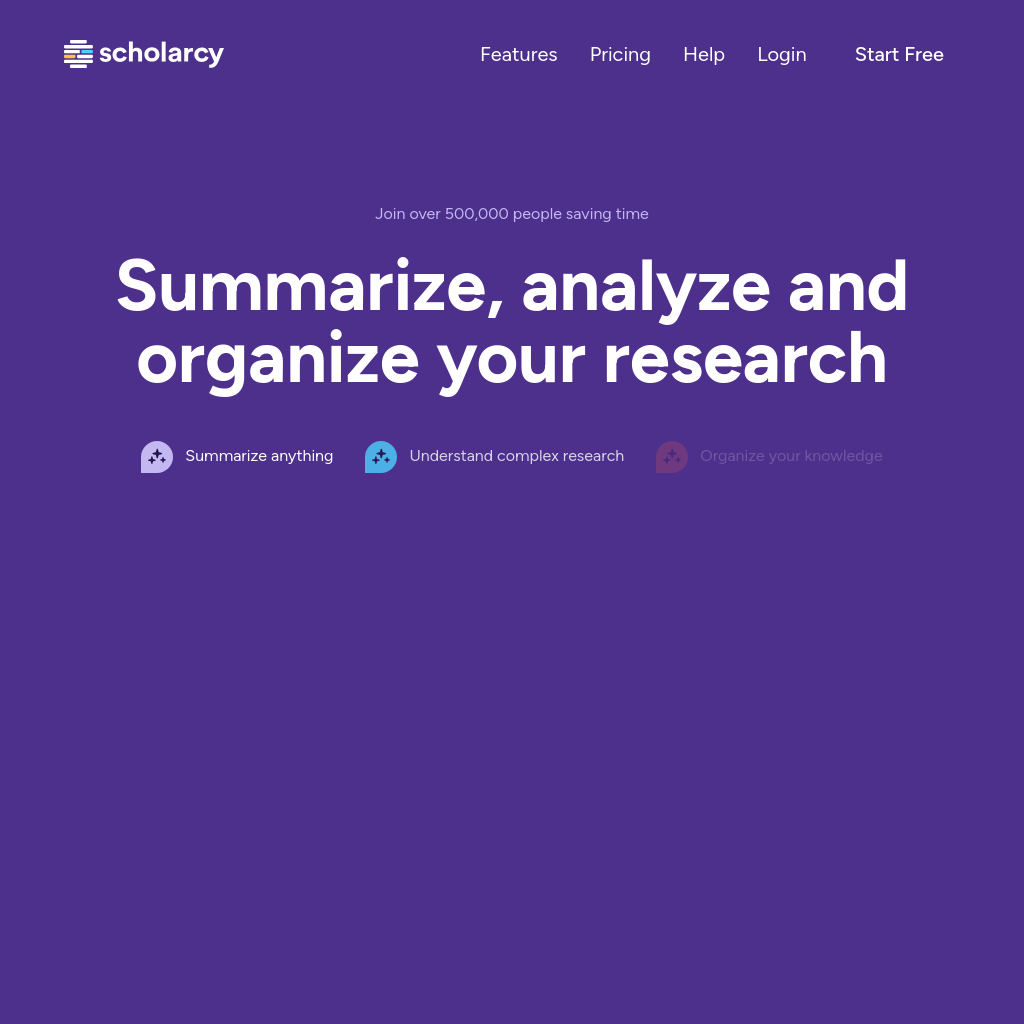 scholarcy
Features Pricing Help Login Start Free
Join over 500,000 people saving time
Summarize, analyze and
organize your research
Summarize anything Understand complex research Organize your knowledge